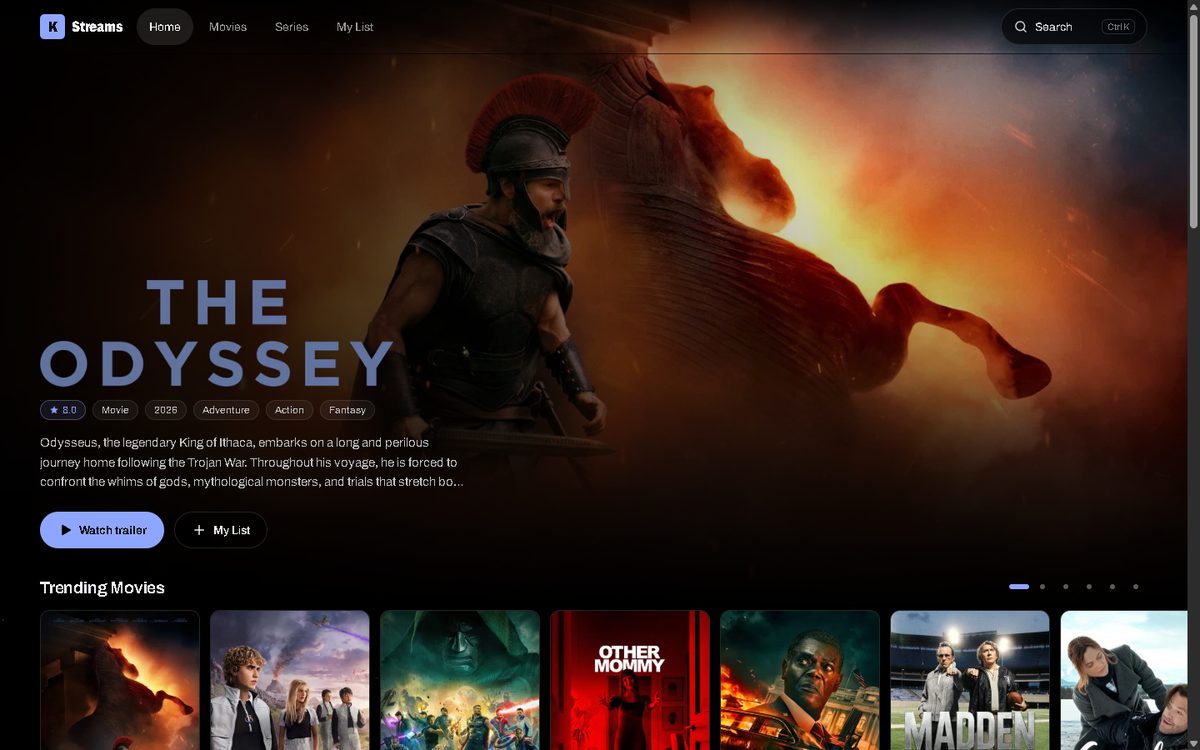 K Streams Home Movies Series My List Search Ctrl K
THE
ODYSSEY
★ 8.0 Movie 2026 Adventure Action Fantasy
Odysseus, the legendary King of Ithaca, embarks on a long and perilous
journey home following the Trojan War. Throughout his voyage, he is forced to
confront the whims of gods, mythological monsters, and trials that stretch bo...
Watch trailer + My List
Trending Movies
OTHER
MOMMY
MADDEN